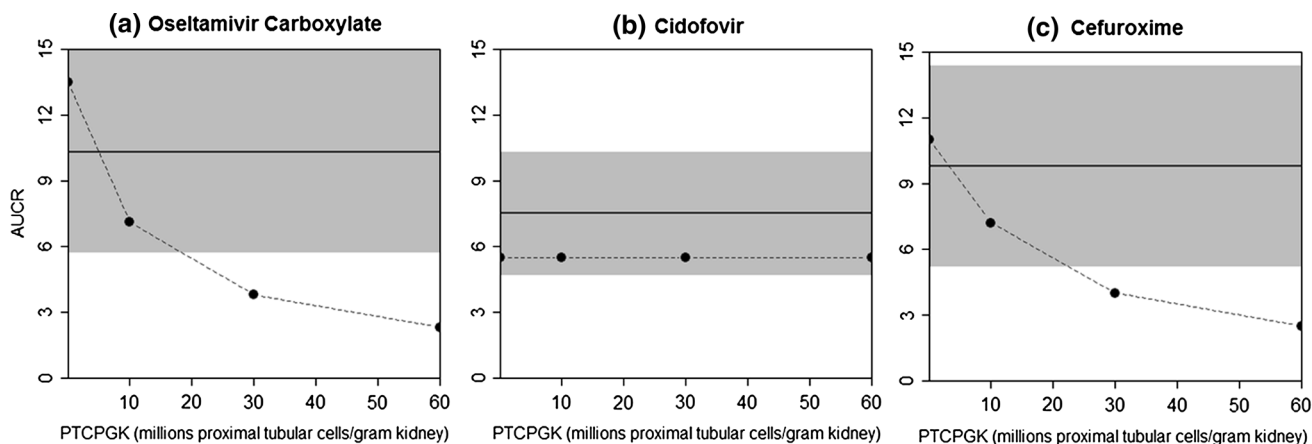 (a) Oseltamivir Carboxylate
AUCR
15
12
9
6
3
0
10 20 30 40 50 60
PTCPGK (millions proximal tubular cells/gram kidney)
(b) Cidofovir
15
12
9
6
3
0
10 20 30 40 50 60
PTCPGK (millions proximal tubular cells/gram kidney)
(c) Cefuroxime
15
12
9
6
3
0
10 20 30 40 50 60
PTCPGK (millions proximal tubular cells/gram kidney)